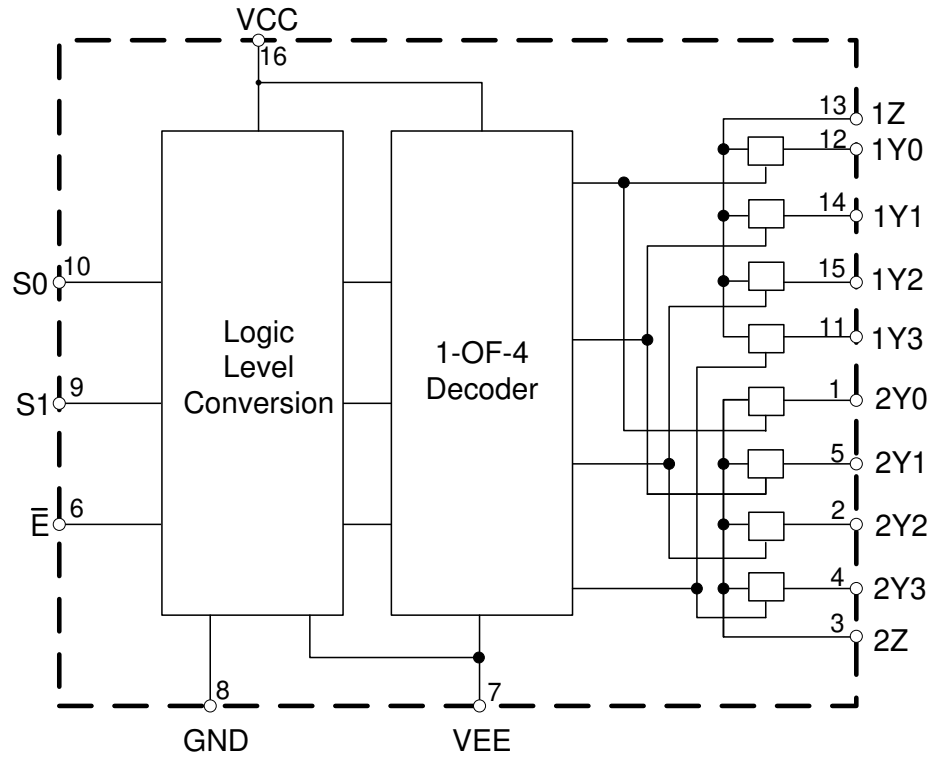 VCC
16
13 1Z
12 1Y0
14 1Y1
15 1Y2
11 1Y3
1 2Y0
5 2Y1
2 2Y2
4 2Y3
3 2Z
S0 10
S1 9
E̅ 6
Logic
Level
Conversion
1-OF-4
Decoder
8
GND
7
VEE